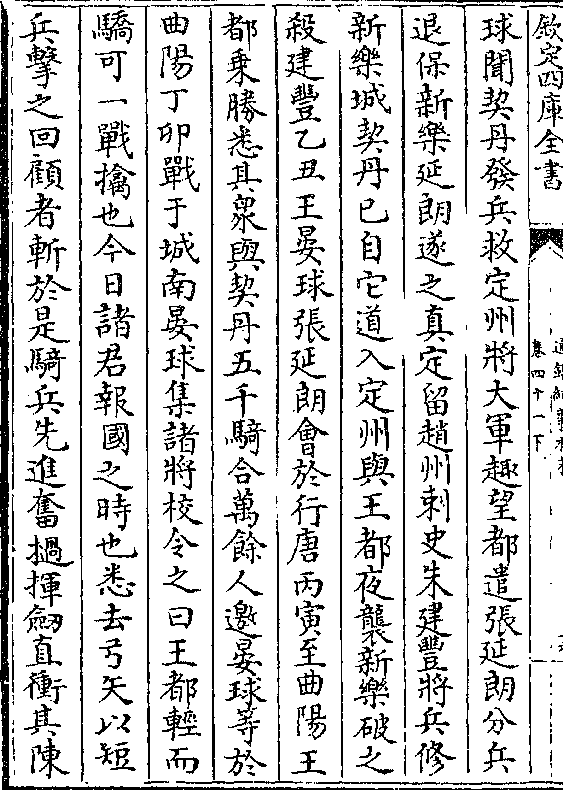 欽定四庫全書
卷四十一下
球聞契丹發兵救定州將大軍趣望都遣張延朗分兵
退保新樂延朗遂之真定留趙州刺史朱建豐將兵修
新樂城契丹已自它道入定州與王都夜襲新樂破之
殺建豐乙丑王晏球張延朗會於行唐丙寅至曲陽王
都乗勝悉其衆與契丹五千騎合萬餘人邀晏球等於
曲陽丁卯戰于城南晏球集諸將校令之曰王都輕而
驕可一戰擒也今日諸君報國之時也悉去弓矢以短
兵擊之回顧者斬於是騎兵先進奮撾揮劒直衝其陳